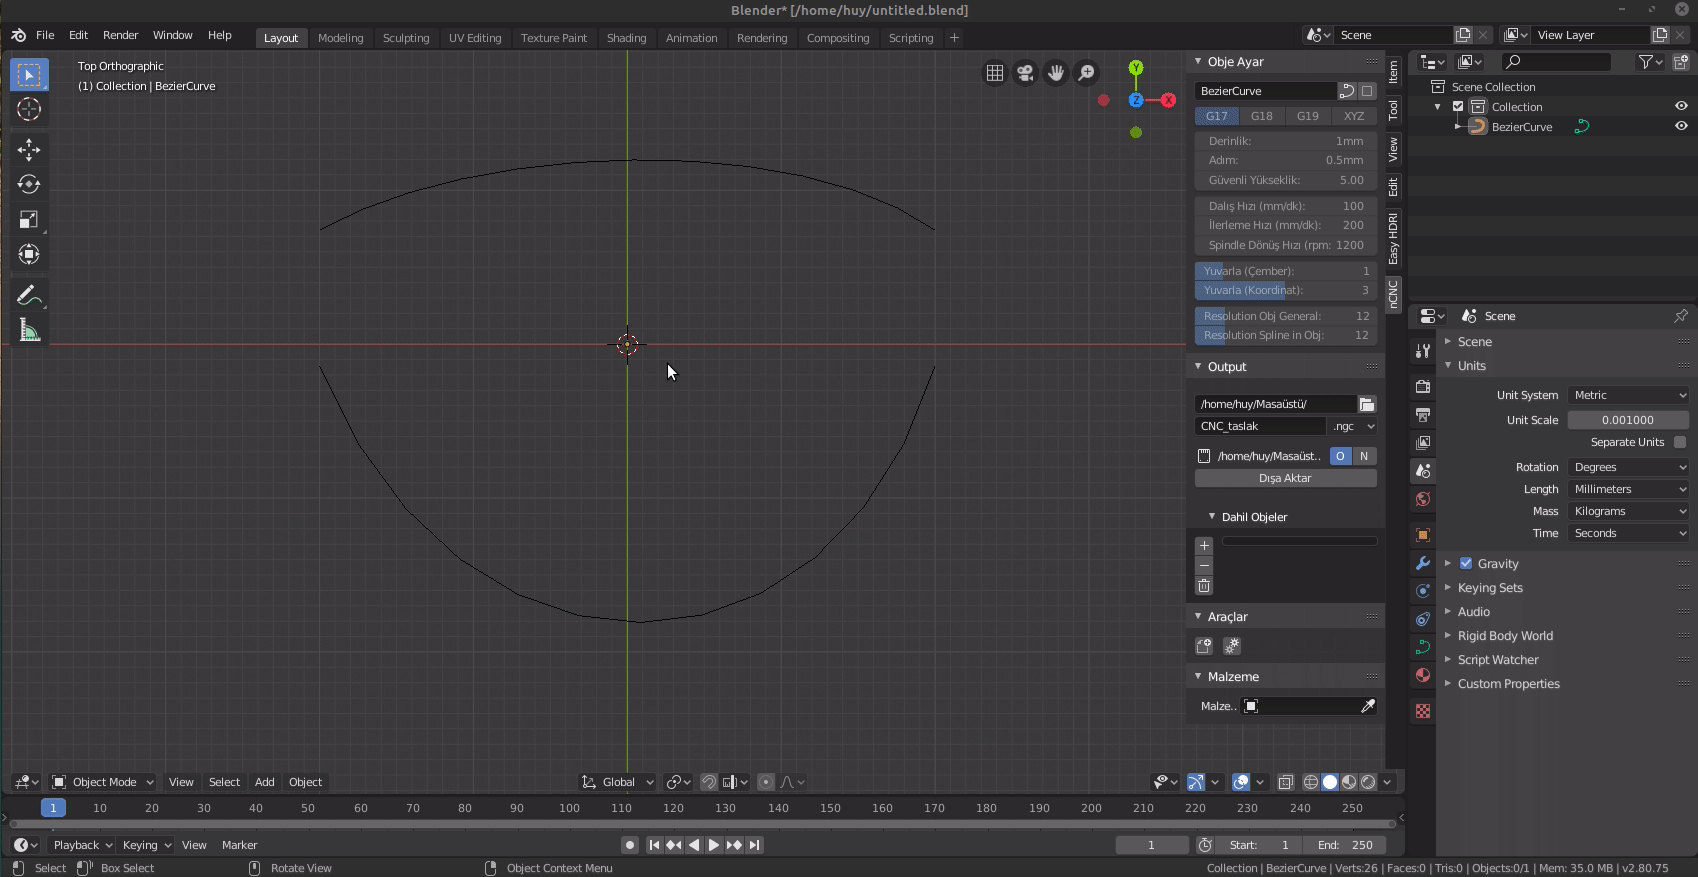 Blender* [/home/huy/untitled.blend]
File Edit Render Window Help Layout Modeling Sculpting UV Editing Texture Paint Shading Animation Rendering Compositing Scripting + Scene View Layer
Top Orthographic
(1) Collection | BezierCurve
Y
Z
X
Obje Ayar
BezierCurve
G17 G18 G19 XYZ
Derinlik: 1mm
Adım: 0.5mm
Güvenli Yükseklik: 5.00
Dalış Hızı (mm/dk): 100
İlerleme Hızı (mm/dk): 200
Spindle Dönüş Hızı (rpm: 1200
Yuvarla (Çember): 1
Yuvarla (Koordinat): 3
Resolution Obj General: 12
Resolution Spline in Obj: 12
Output
/home/huy/Masaüstü/
CNC_taslak .ngc
/home/huy/Masaüst.. O N
Dışa Aktar
Dahil Objeler
Araçlar
Malzeme
Malze..
Item
Tool
View
Edit
Easy HDRI
nCNC
Scene Collection
Collection
BezierCurve
Scene
Scene
Units
Unit System Metric
Unit Scale 0.001000
Separate Units
Rotation Degrees
Length Millimeters
Mass Kilograms
Time Seconds
Gravity
Keying Sets
Audio
Rigid Body World
Script Watcher
Custom Properties
Object Mode View Select Add Object Global
1 10 20 30 40 50 60 70 80 90 100 110 120 130 140 150 160 170 180 190 200 210 220 230 240 250
Playback Keying View Marker 1 Start: 1 End: 250
Select Box Select Rotate View Object Context Menu Collection | BezierCurve | Verts:26 | Faces:0 | Tris:0 | Objects:0/1 | Mem: 35.0 MB | v2.80.75